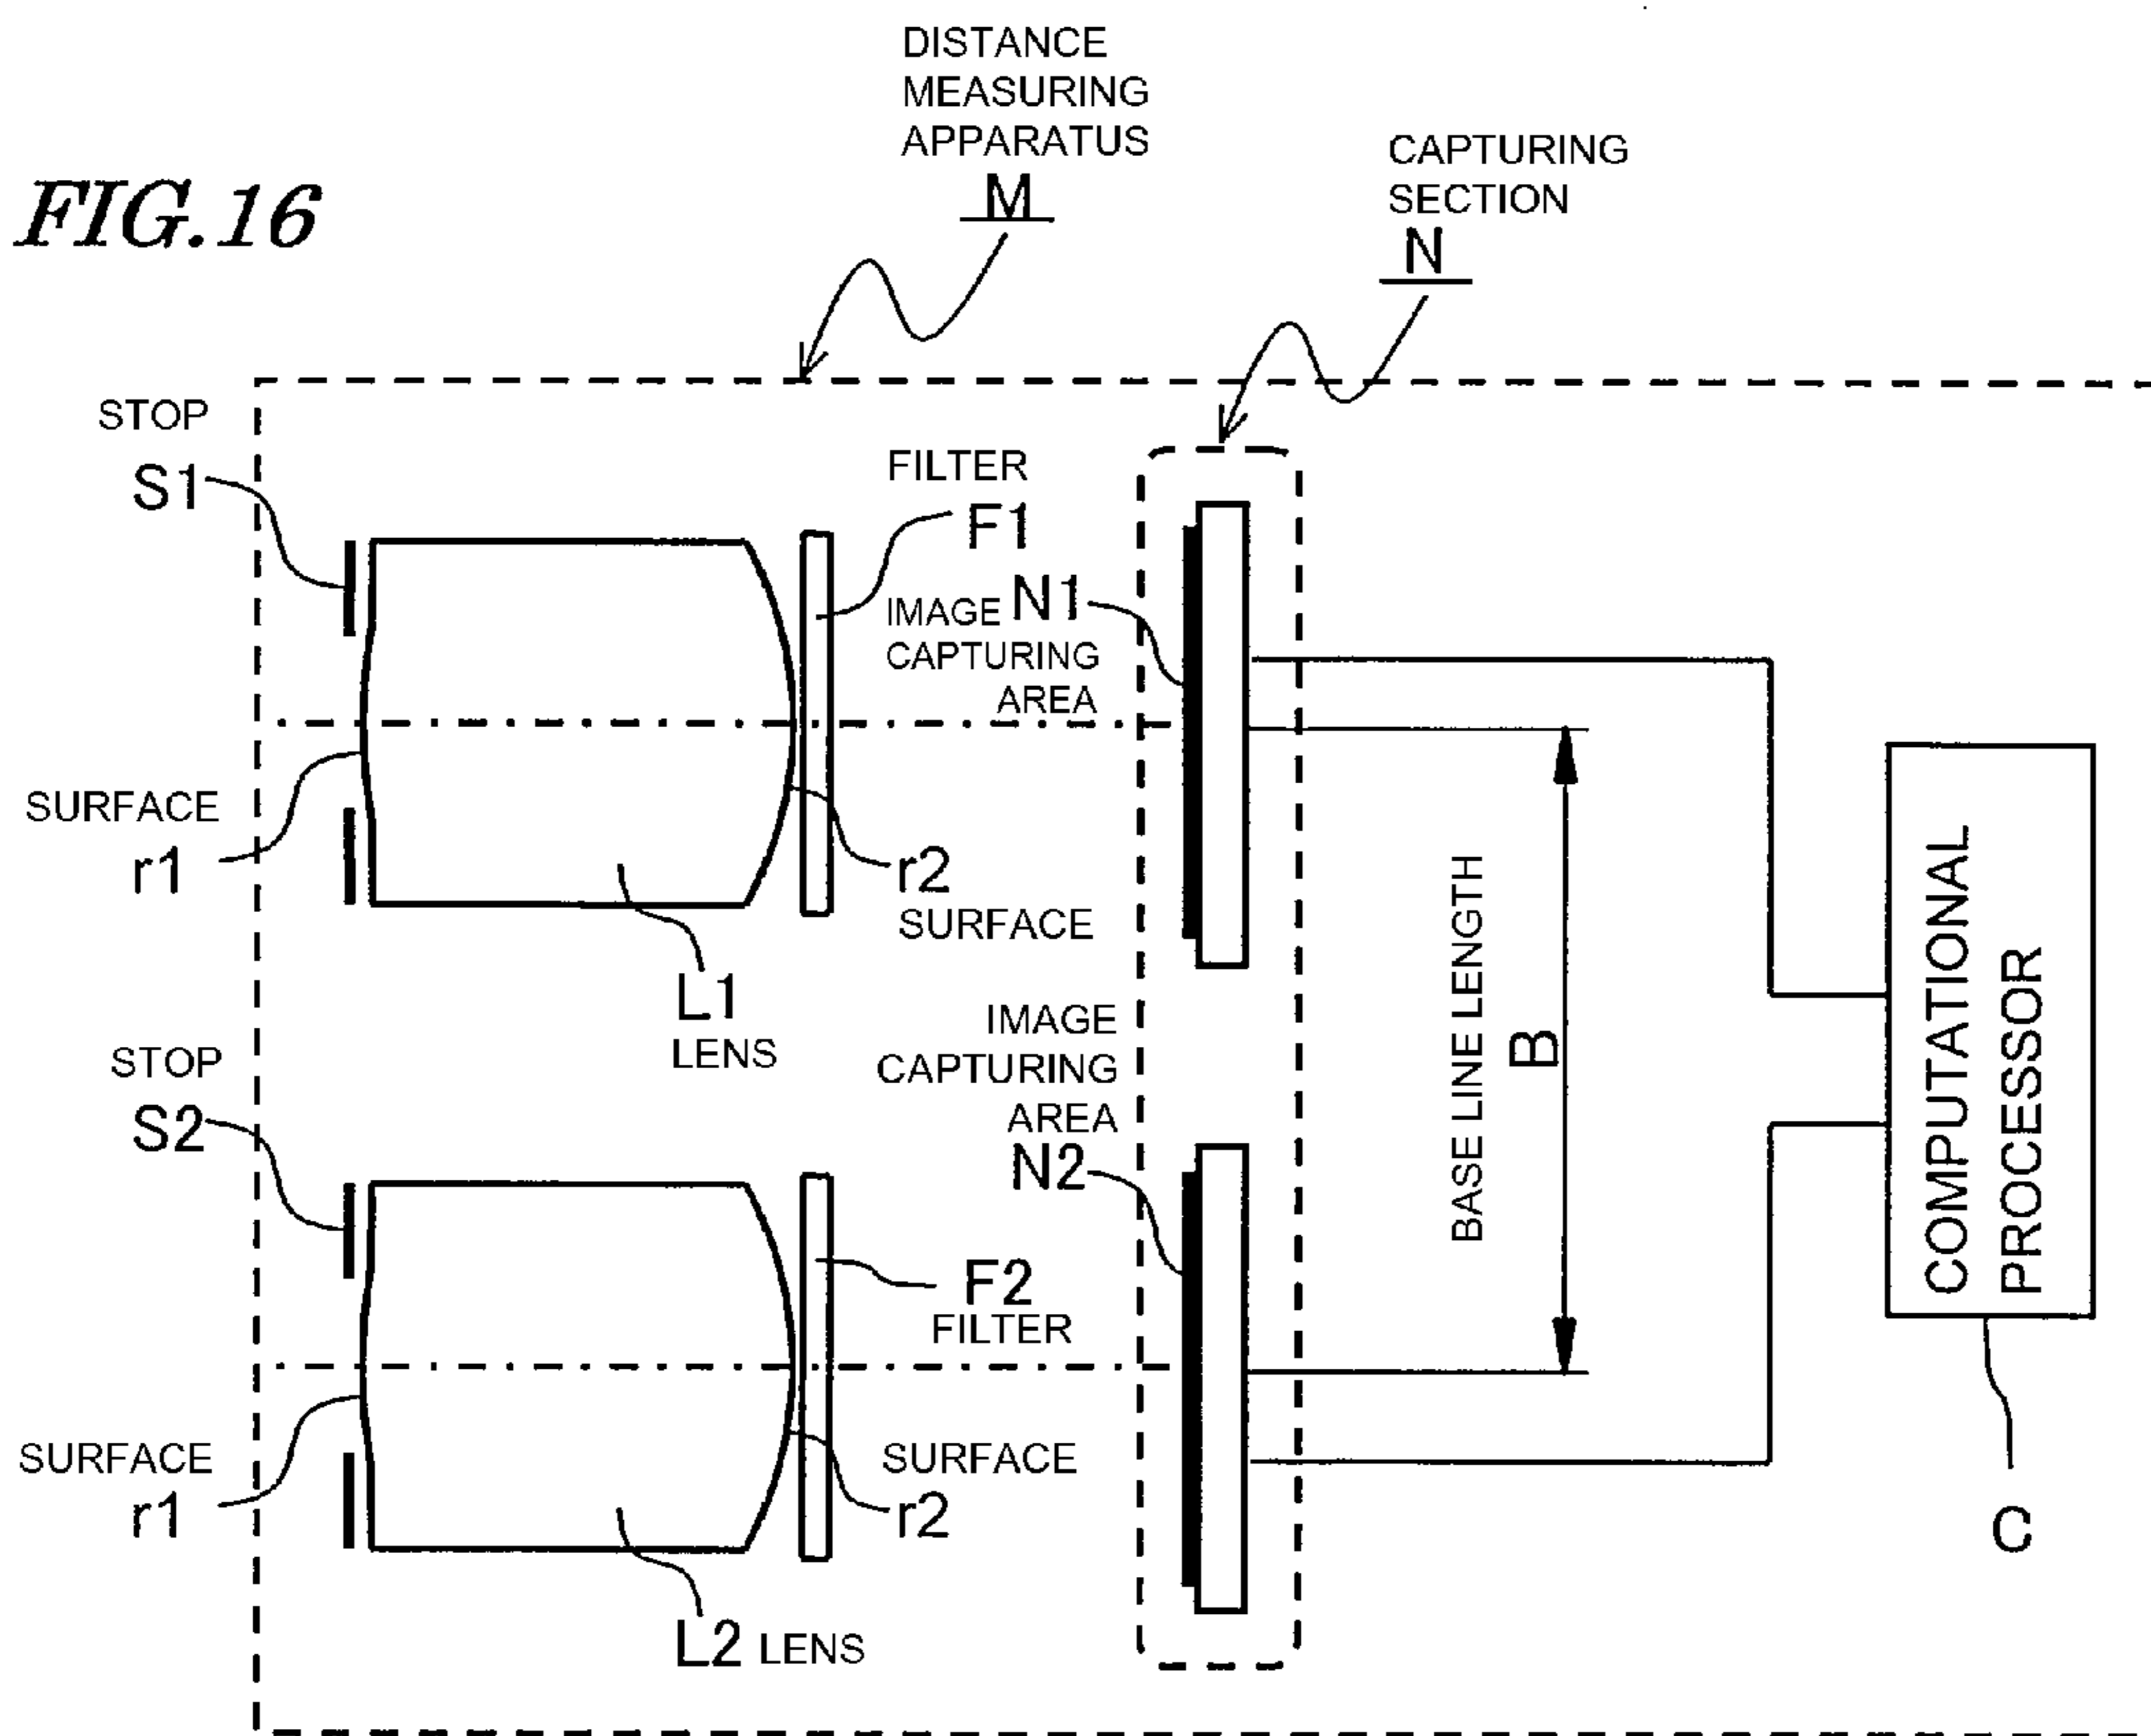 FIG.16
DISTANCE
MEASURING
APPARATUS
M
CAPTURING
SECTION
N
STOP
S1
FILTER
F1
IMAGE N1
CAPTURING
AREA
SURFACE
r1
r2
SURFACE
L1
LENS
IMAGE
CAPTURING
AREA
N2
STOP
S2
F2
FILTER
SURFACE
r1
SURFACE
r2
L2 LENS
BASE LINE LENGTH
B
COMPUTATIONAL
PROCESSOR
C